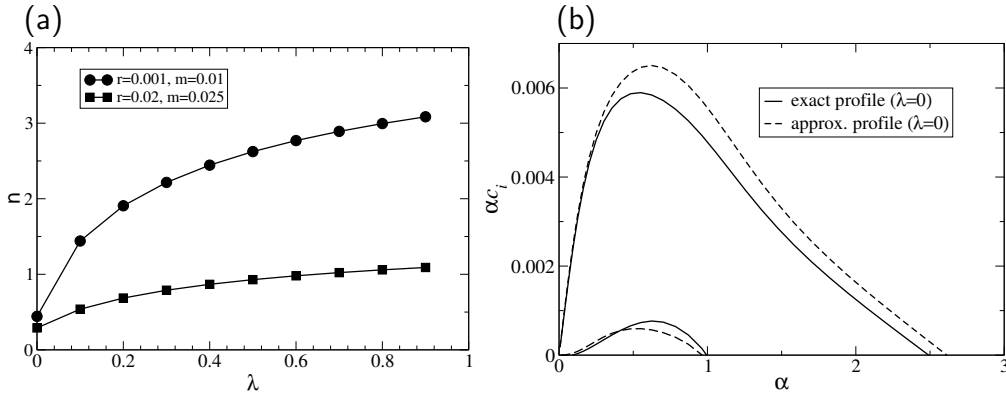 (a)
4
3
2
1
0
n
r=0.001, m=0.01
r=0.02, m=0.025
0 0.2 0.4 0.6 0.8 1
λ
(b)
0.006
0.004
0.002
0.000
αcᵢ
exact profile (λ=0)
approx. profile (λ=0)
0 1 2 3
α